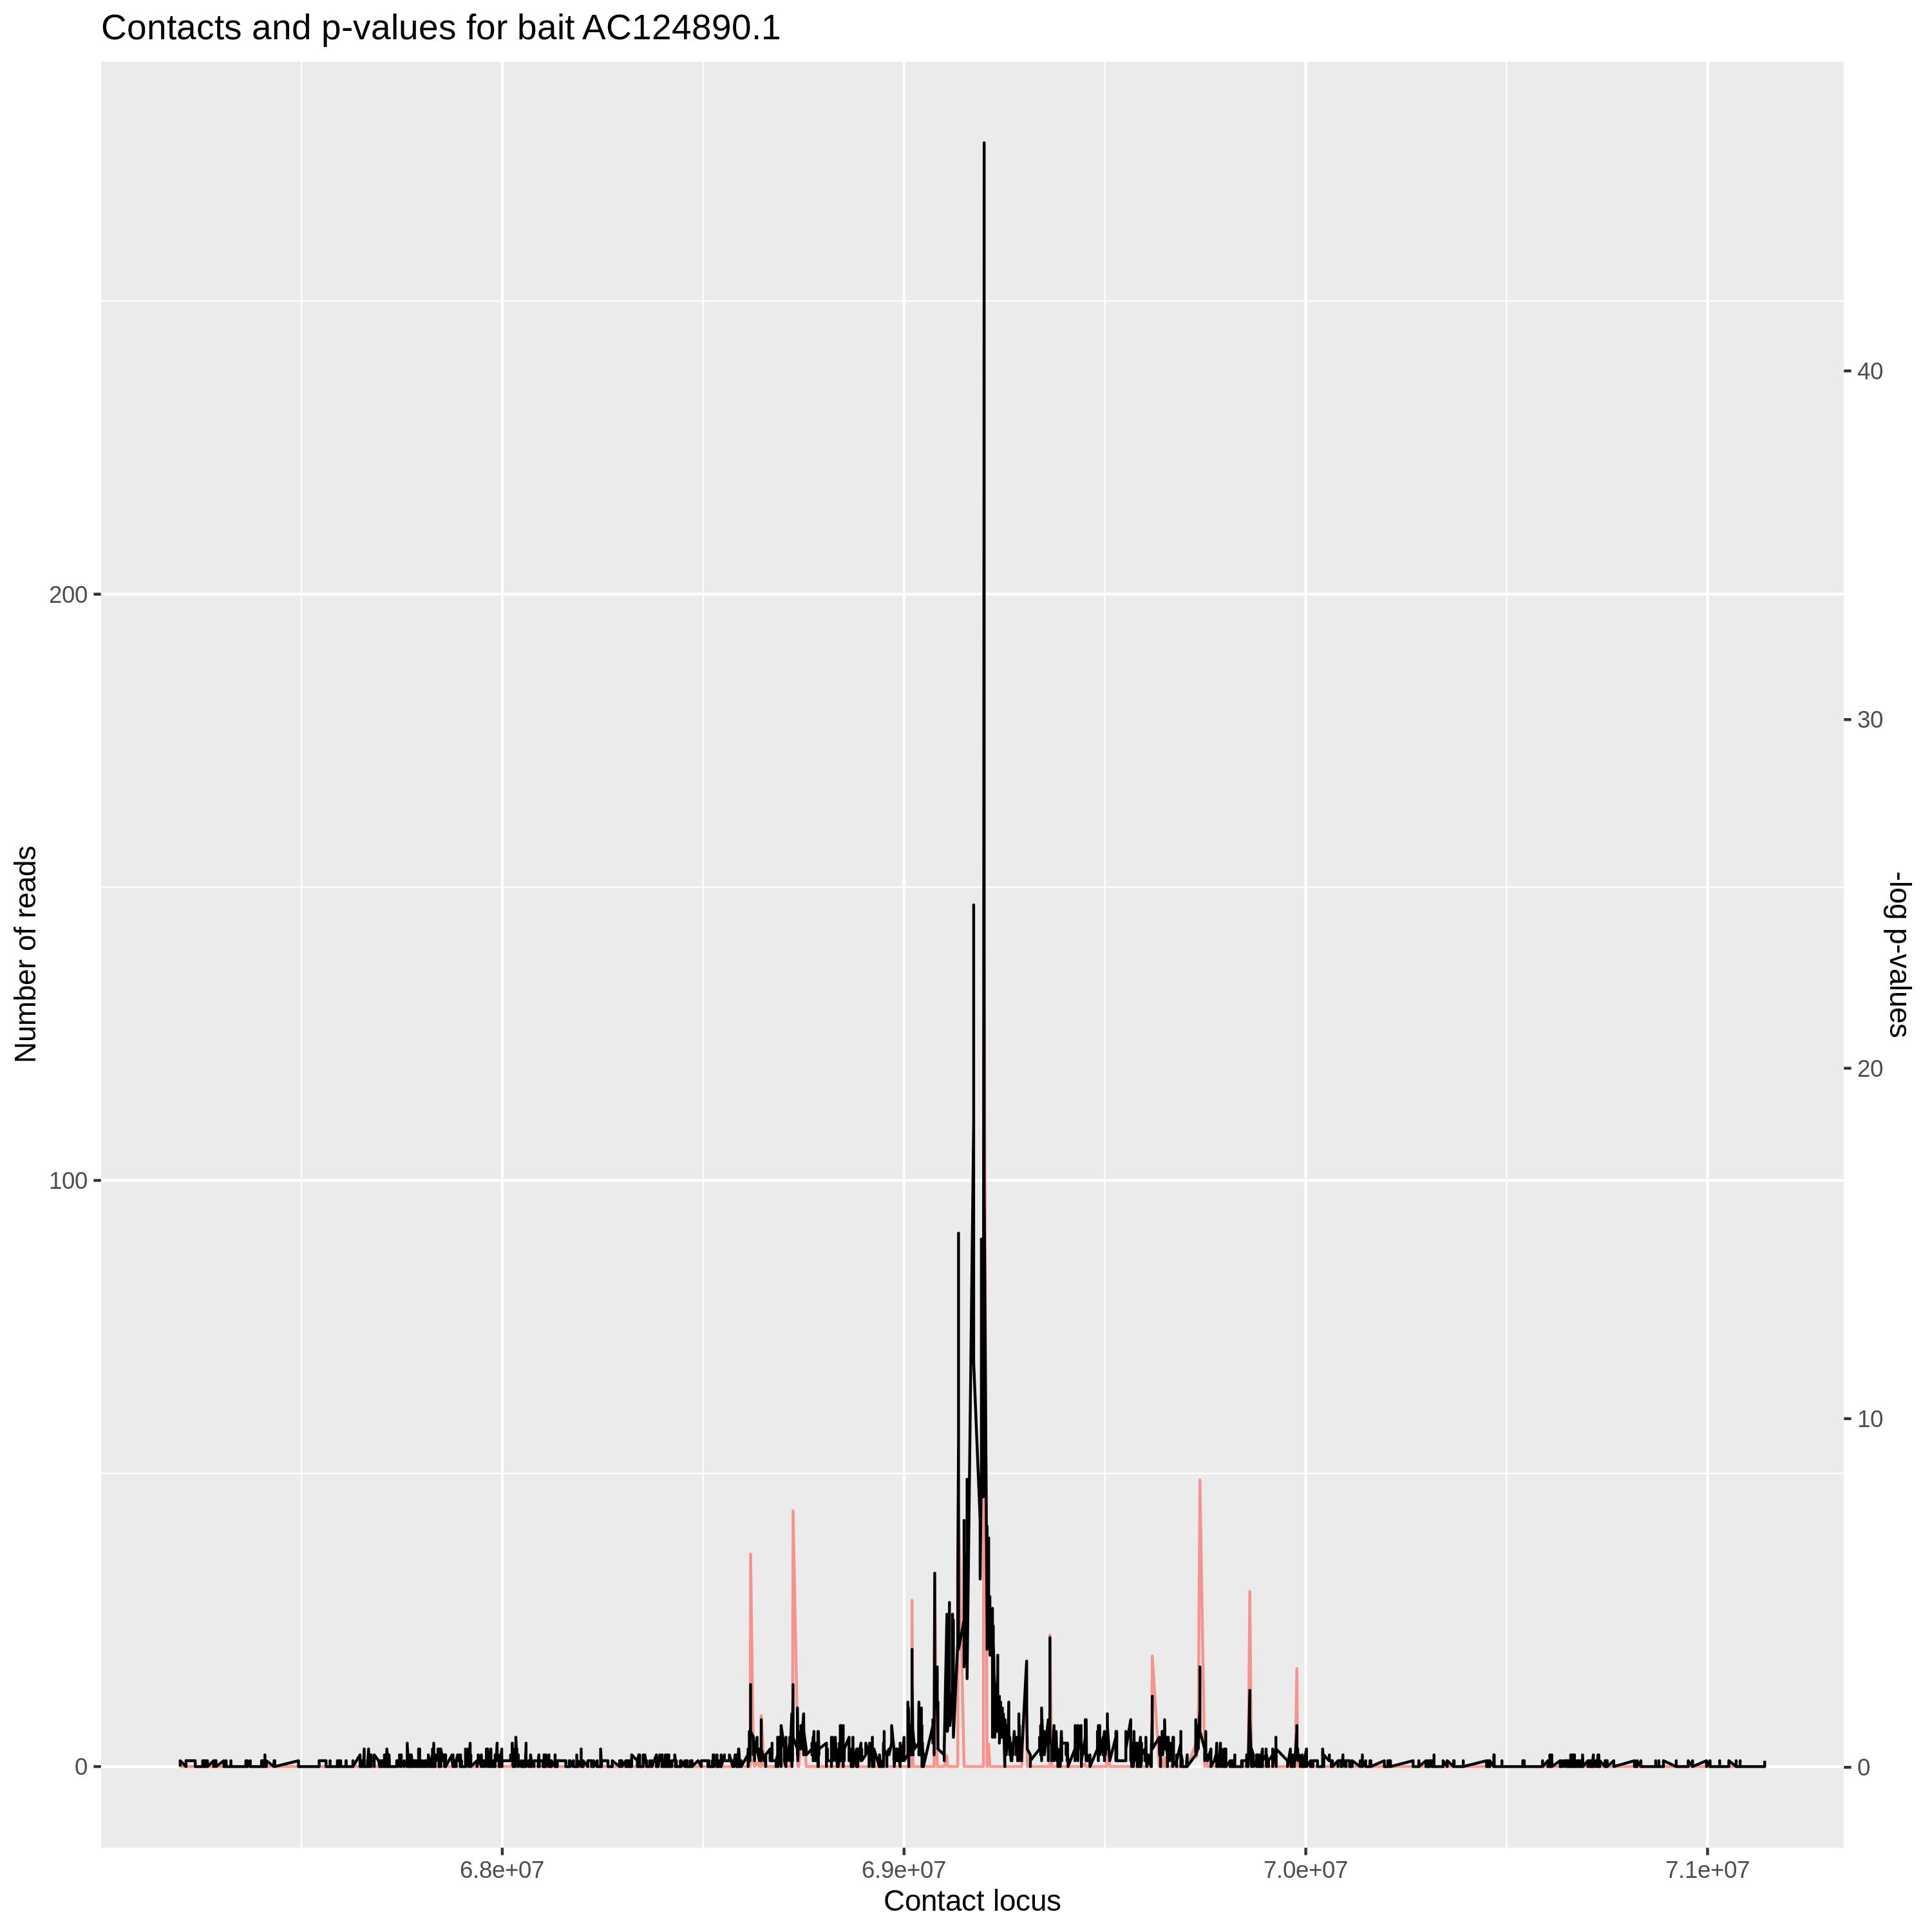 Contacts and p-values for bait AC124890.1
200
100
0
Number of reads
40
30
20
10
0
-log p-values
6.8e+07
6.9e+07
7.0e+07
7.1e+07
Contact locus